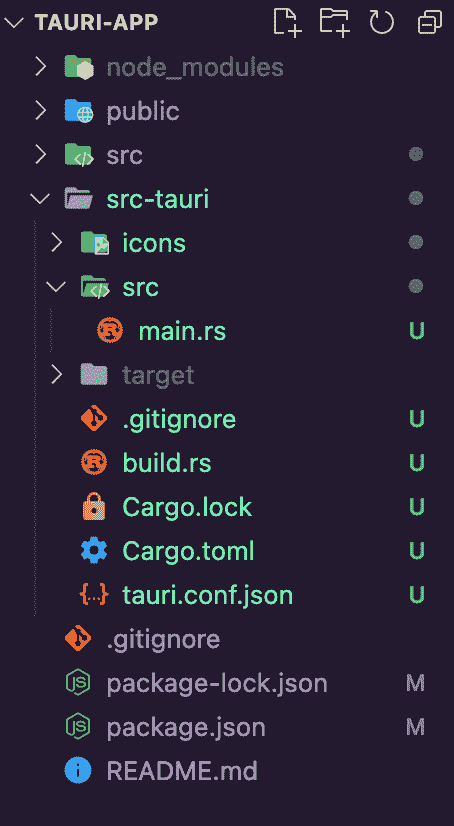 TAURI-APP
node_modules
public
src
src-tauri
icons
src
main.rs U
target
.gitignore U
build.rs U
Cargo.lock U
Cargo.toml U
tauri.conf.json U
.gitignore
package-lock.json M
package.json M
README.md